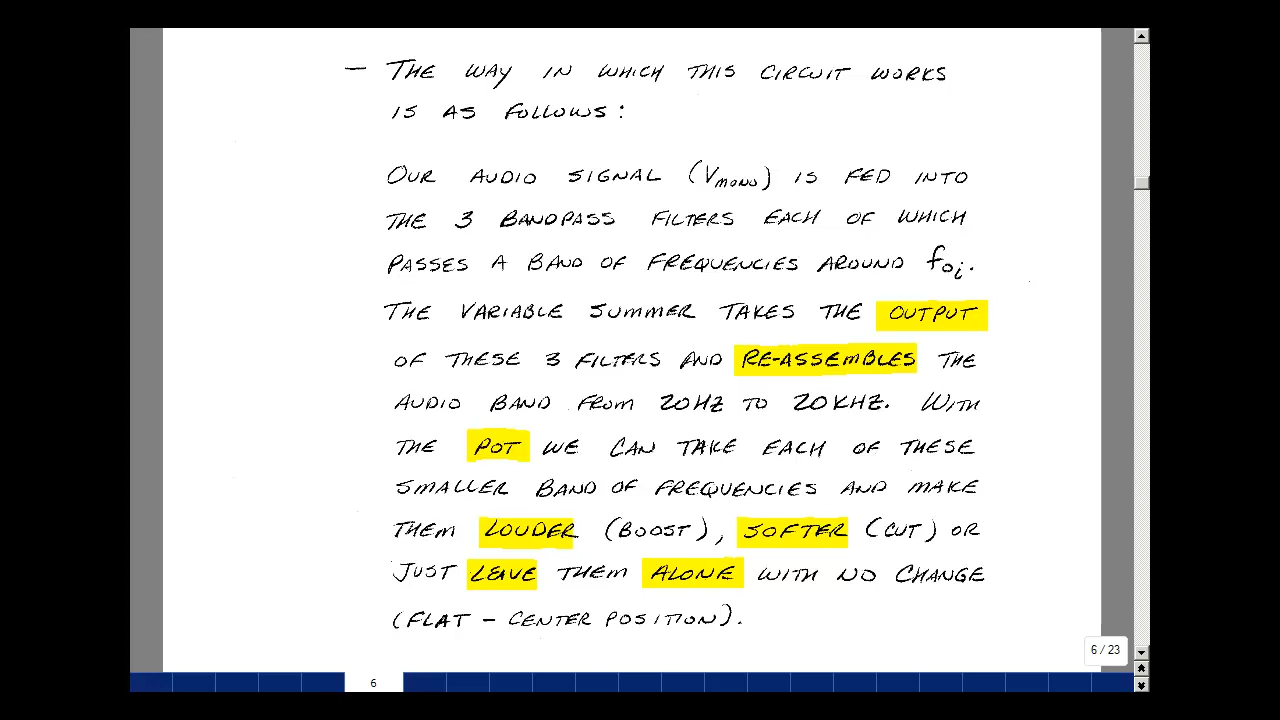 — THE WAY IN WHICH THIS CIRCUIT WORKS
IS AS FOLLOWS:
OUR AUDIO SIGNAL (VMONO) IS FED INTO
THE 3 BANDPASS FILTERS EACH OF WHICH
PASSES A BAND OF FREQUENCIES AROUND foi.
THE VARIABLE SUMMER TAKES THE OUTPUT
OF THESE 3 FILTERS AND RE-ASSEMBLES THE
AUDIO BAND FROM 20HZ TO 20KHZ. WITH
THE POT WE CAN TAKE EACH OF THESE
SMALLER BAND OF FREQUENCIES AND MAKE
THEM LOUDER (BOOST), SOFTER (CUT) OR
JUST LEAVE THEM ALONE WITH NO CHANGE
(FLAT – CENTER POSITION).
6 / 23
6